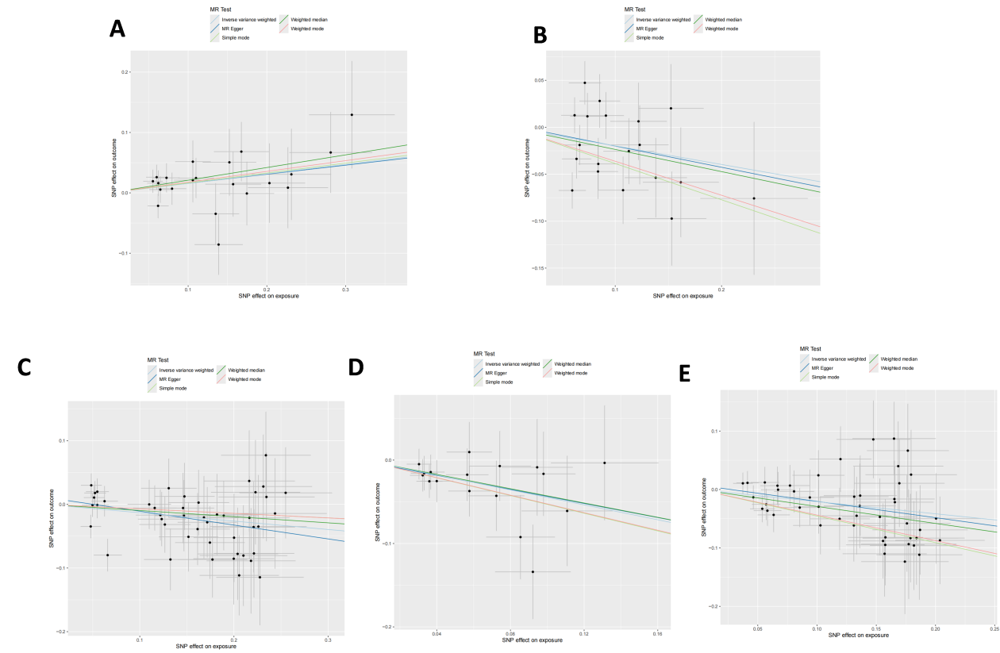 A
MR Test
Inverse variance weighted
Weighted median
MR Egger
Weighted mode
Simple mode
SNP effect on outcome
0.2
0.1
0.0
−0.1
0.1
0.2
0.3
SNP effect on exposure
B
MR Test
Inverse variance weighted
Weighted median
MR Egger
Weighted mode
Simple mode
SNP effect on outcome
0.05
0.00
−0.05
−0.10
−0.15
0.1
0.2
SNP effect on exposure
C
MR Test
Inverse variance weighted
Weighted median
MR Egger
Weighted mode
Simple mode
SNP effect on outcome
0.1
0.0
−0.1
−0.2
0.1
0.2
0.3
SNP effect on exposure
D
MR Test
Inverse variance weighted
Weighted median
MR Egger
Weighted mode
Simple mode
SNP effect on outcome
0.0
−0.1
−0.2
0.04
0.08
0.12
0.16
SNP effect on exposure
E
MR Test
Inverse variance weighted
Weighted median
MR Egger
Weighted mode
Simple mode
SNP effect on outcome
0.1
0.0
−0.1
−0.2
0.05
0.10
0.15
0.20
0.25
SNP effect on exposure